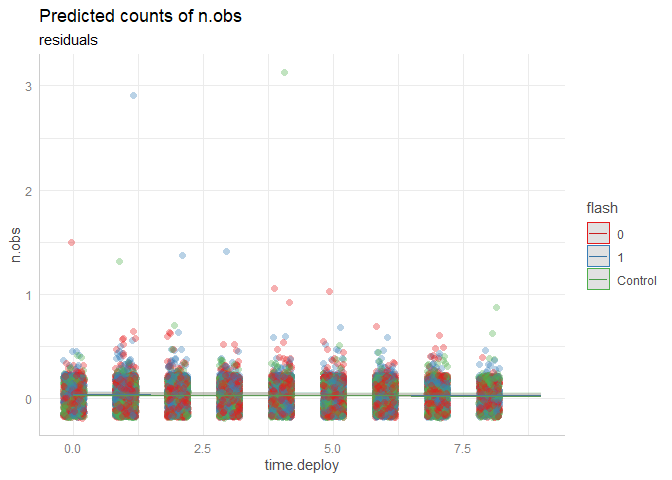 Predicted counts of n.obs
residuals
3
2
1
0
n.obs
0.0
2.5
5.0
7.5
time.deploy
flash
0
1
Control